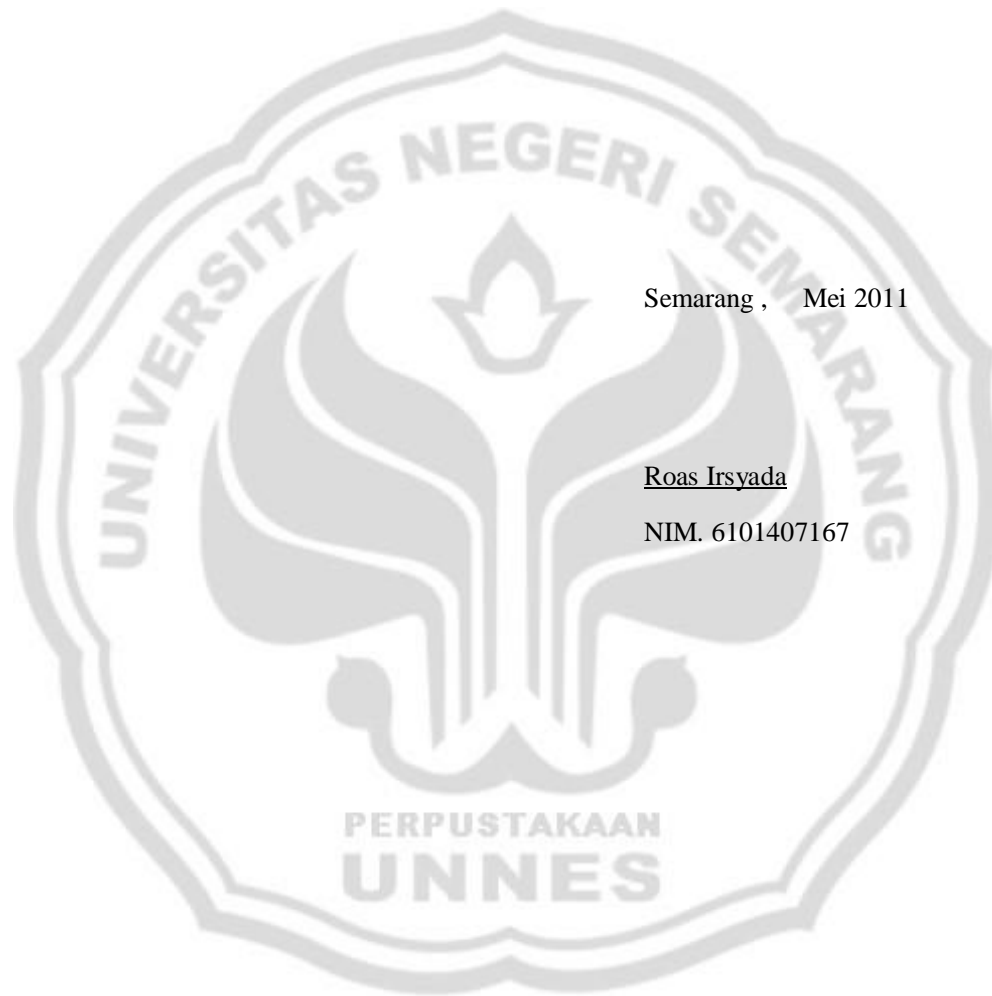 UNIVERSITAS NEGERI SEMARANG
Semarang , Mei 2011
Roas Irsyada
NIM. 6101407167
PERPUSTAKAAN
UNNES